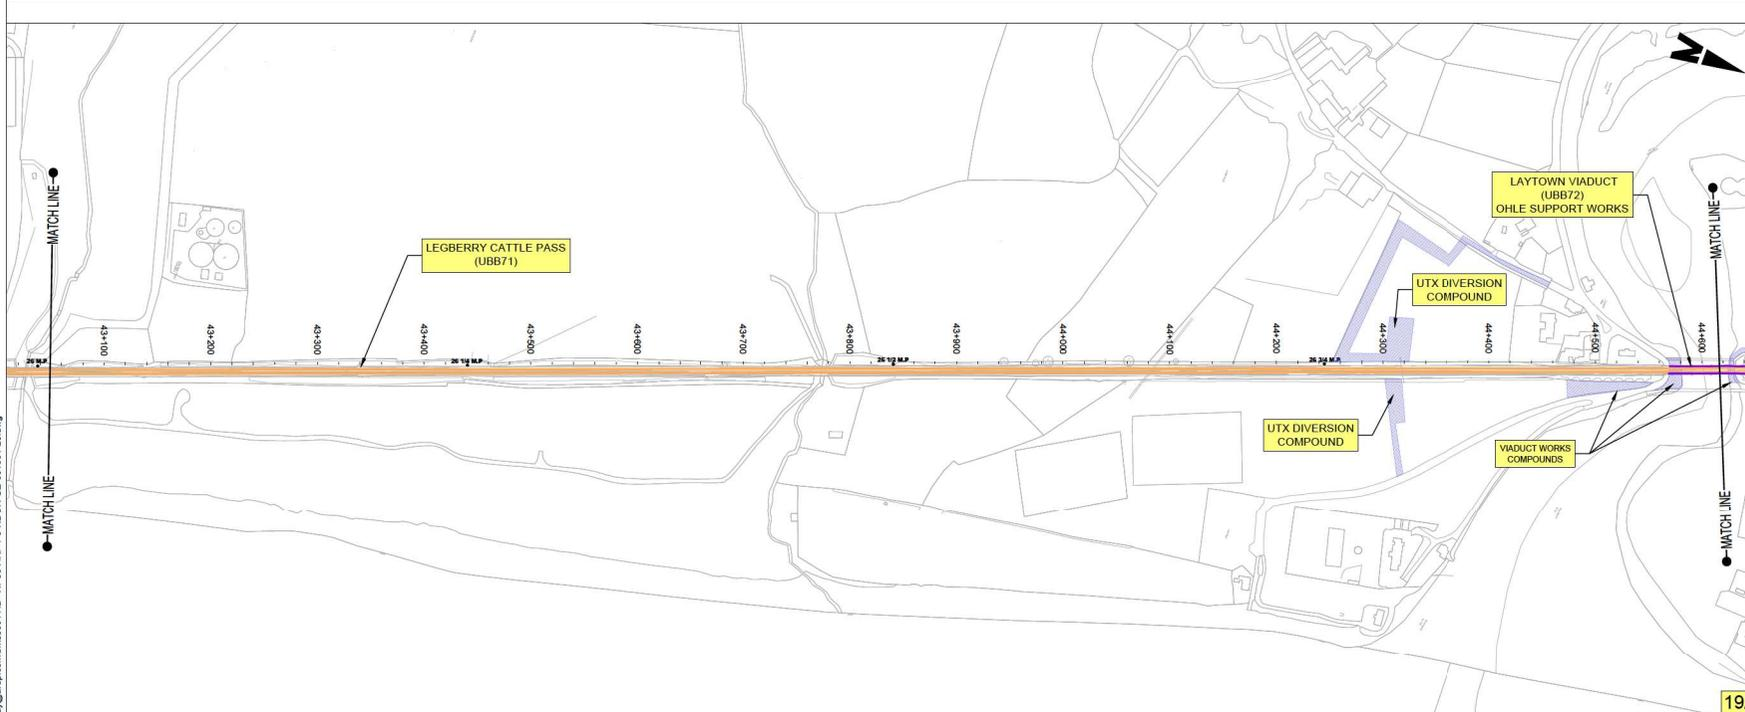 N
LAYTOWN VIADUCT
(UBB72)
OHLE SUPPORT WORKS
MATCH LINE
MATCH LINE
LEGBERRY CATTLE PASS
(UBB71)
UTX DIVERSION
COMPOUND
43+100
43+200
43+300
43+400
43+500
43+600
43+700
43+800
43+900
44+000
44+100
44+200
44+300
44+400
44+500
44+600
26 M.P
26 1/4 M.P
26 1/2 M.P
26 3/4 M.P
UTX DIVERSION
COMPOUND
VIADUCT WORKS
COMPOUNDS
MATCH LINE
MATCH LINE
19